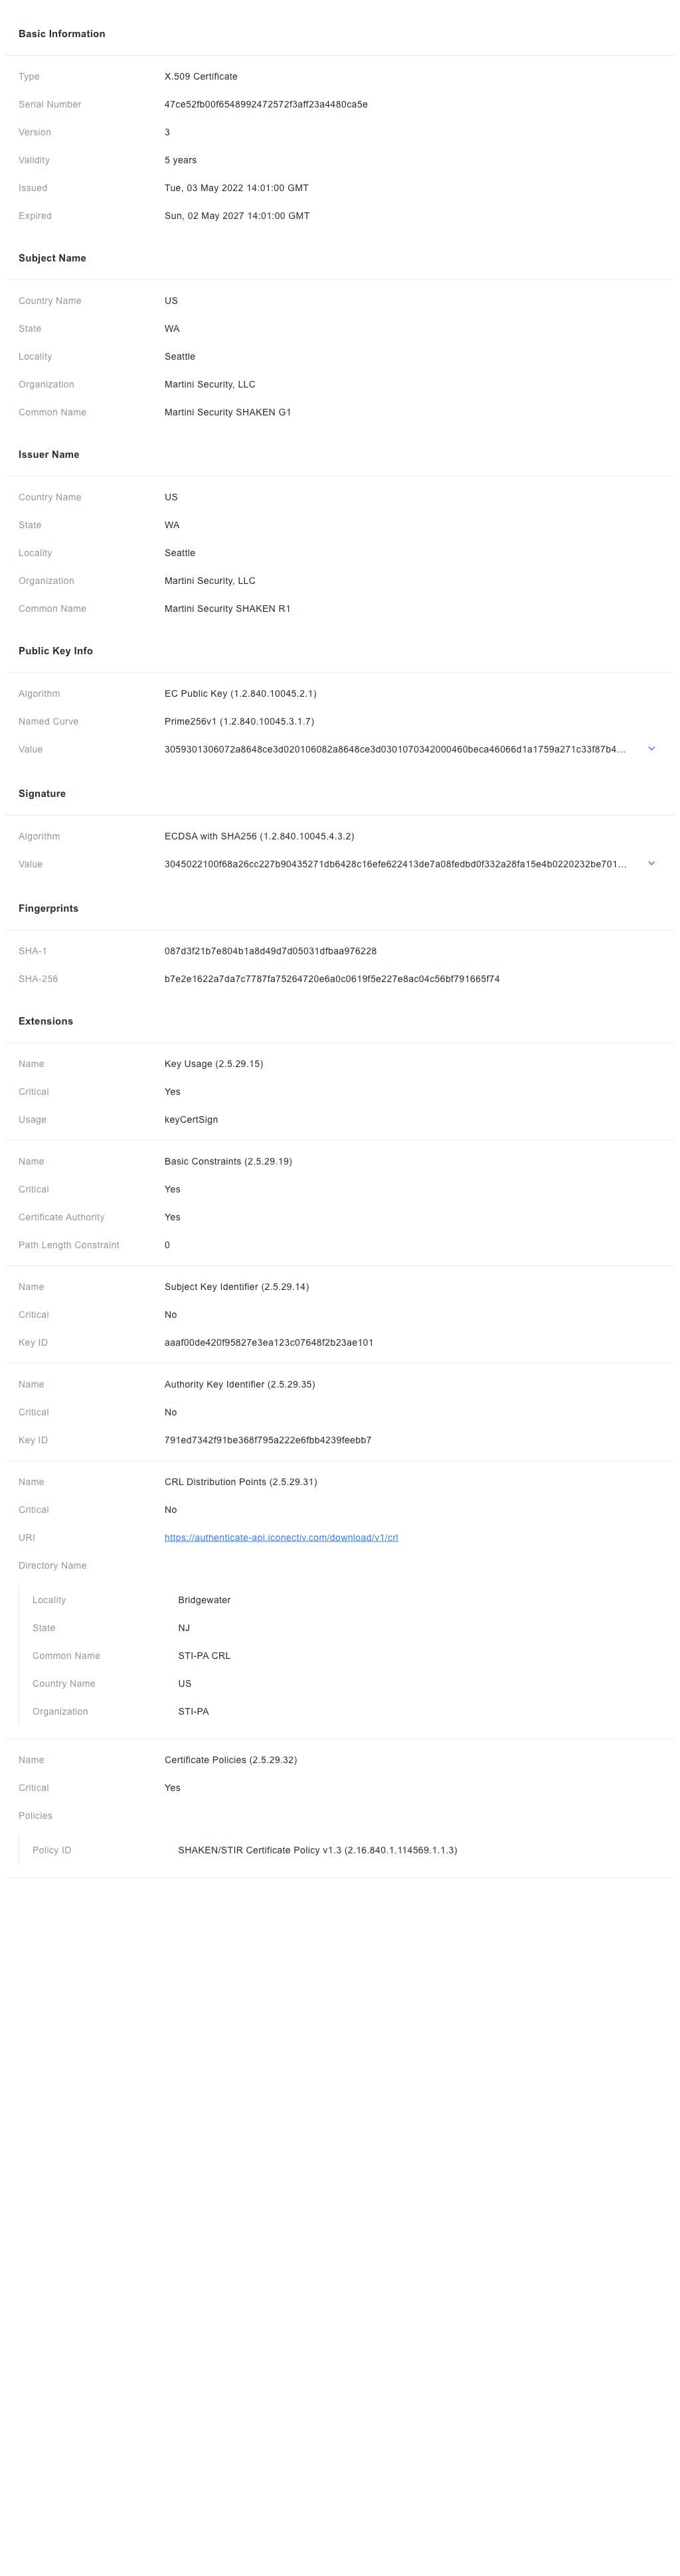 Basic Information
Type X.509 Certificate
Serial Number 47ce52fb00f6548992472572f3aff23a4480ca5e
Version 3
Validity 5 years
Issued Tue, 03 May 2022 14:01:00 GMT
Expired Sun, 02 May 2027 14:01:00 GMT
Subject Name
Country Name US
State WA
Locality Seattle
Organization Martini Security, LLC
Common Name Martini Security SHAKEN G1
Issuer Name
Country Name US
State WA
Locality Seattle
Organization Martini Security, LLC
Common Name Martini Security SHAKEN R1
Public Key Info
Algorithm EC Public Key (1.2.840.10045.2.1)
Named Curve Prime256v1 (1.2.840.10045.3.1.7)
Value 3059301306072a8648ce3d020106082a8648ce3d0301070342000460beca46066d1a1759a271c33f87b4...
Signature
Algorithm ECDSA with SHA256 (1.2.840.10045.4.3.2)
Value 3045022100f68a26cc227b90435271db6428c16efe622413de7a08fedbd0f332a28fa15e4b0220232be701...
Fingerprints
SHA-1 087d3f21b7e804b1a8d49d7d05031dfbaa976228
SHA-256 b7e2e1622a7da7c7787fa75264720e6a0c0619f5e227e8ac04c56bf791665f74
Extensions
Name Key Usage (2.5.29.15)
Critical Yes
Usage keyCertSign
Name Basic Constraints (2.5.29.19)
Critical Yes
Certificate Authority Yes
Path Length Constraint 0
Name Subject Key Identifier (2.5.29.14)
Critical No
Key ID aaaf00de420f95827e3ea123c07648f2b23ae101
Name Authority Key Identifier (2.5.29.35)
Critical No
Key ID 791ed7342f91be368f795a222e6fbb4239feebb7
Name CRL Distribution Points (2.5.29.31)
Critical No
URI https://authenticate-api.iconectiv.com/download/v1/crl
Directory Name
Locality Bridgewater
State NJ
Common Name STI-PA CRL
Country Name US
Organization STI-PA
Name Certificate Policies (2.5.29.32)
Critical Yes
Policies
Policy ID SHAKEN/STIR Certificate Policy v1.3 (2.16.840.1.114569.1.1.3)